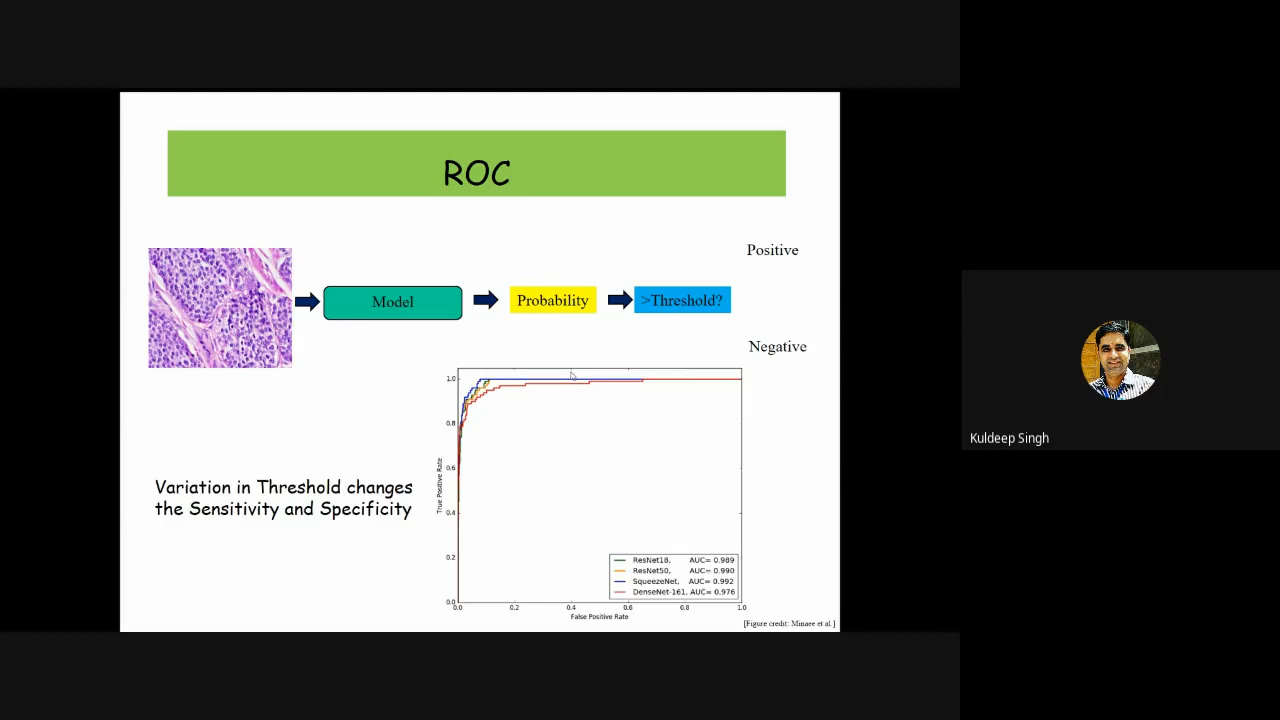 ROC
Positive
Model
Probability
>Threshold?
Negative
Variation in Threshold changes
the Sensitivity and Specificity
True Positive Rate
1.0
0.8
0.6
0.4
0.2
0.0
0.0 0.2 0.4 0.6 0.8 1.0
False Positive Rate
ResNet18, AUC= 0.989
ResNet50, AUC= 0.990
SqueezeNet, AUC= 0.992
DenseNet-161, AUC= 0.976
[Figure credit: Minaee et al.]
Kuldeep Singh